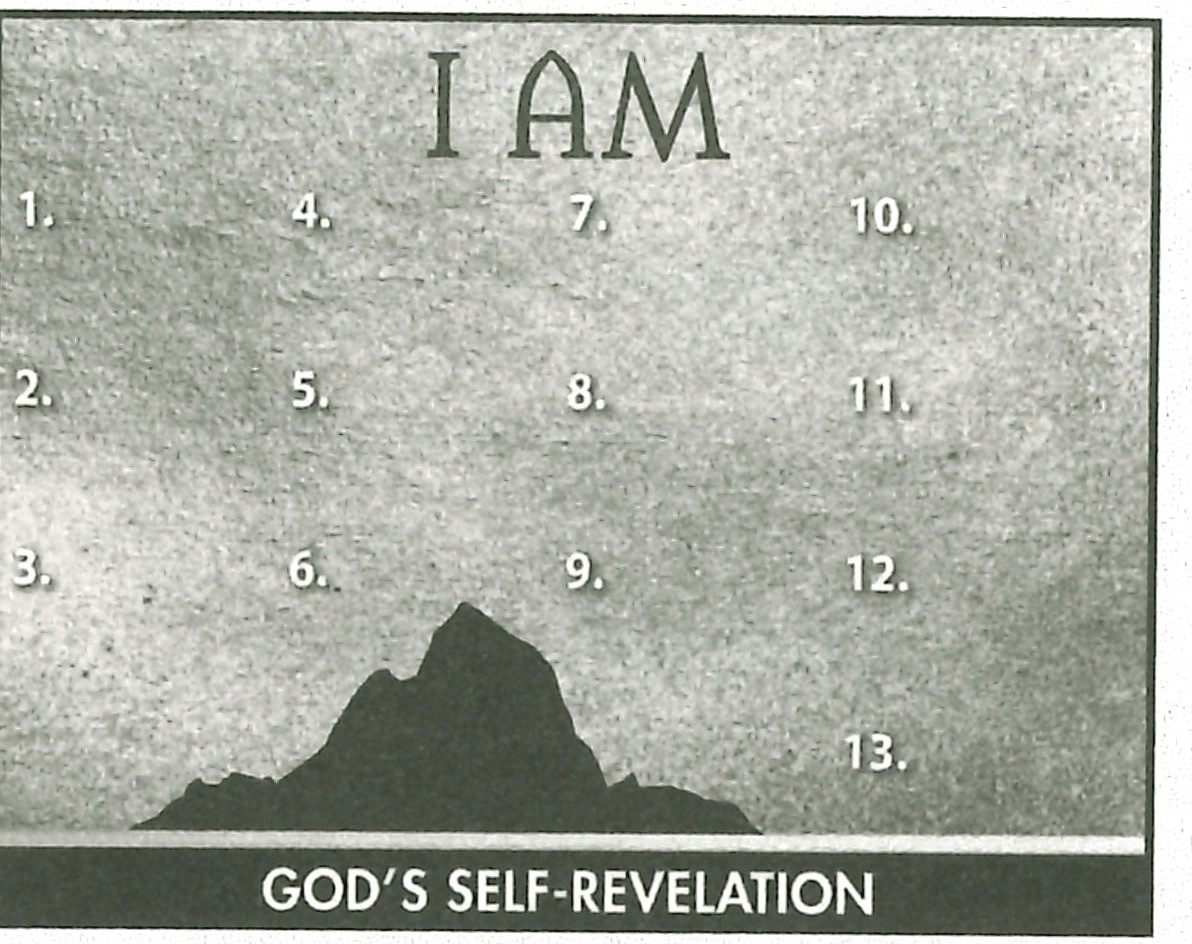 I AM
1. 4. 7. 10.
2. 5. 8. 11.
3. 6. 9. 12.
13.
GOD'S SELF-REVELATION